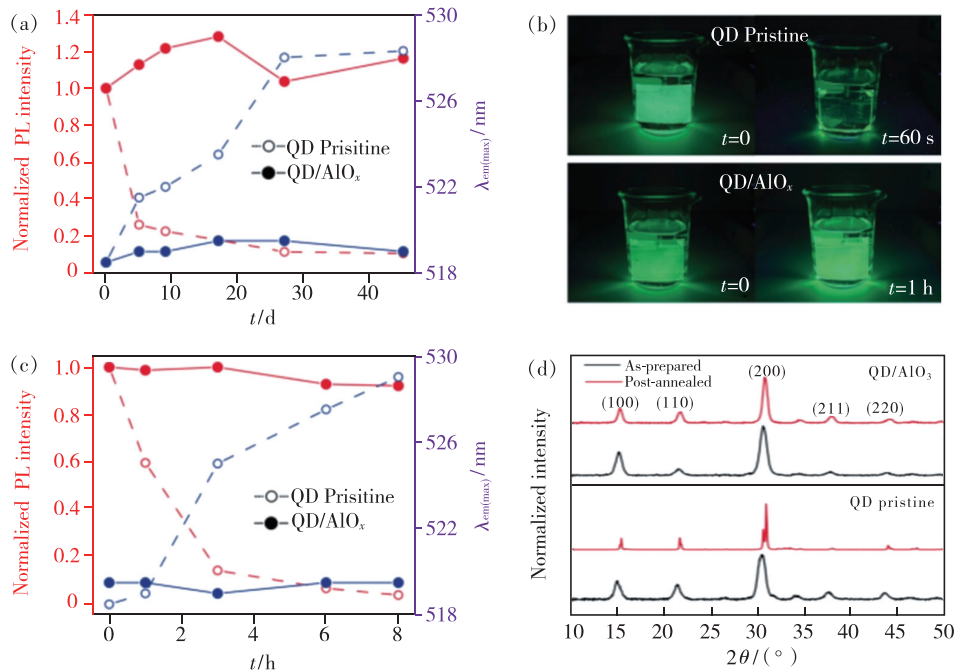 (a)
1.4
1.2
1.0
0.8
0.6
0.4
0.2
0
Normalized PL intensity
530
526
522
518
λem(max)/nm
QD Prisitine
QD/AlOx
0 10 20 30 40
t/d
(b)
QD Pristine
t=0
t=60 s
QD/AlOx
t=0
t=1 h
(c)
1.0
0.8
0.6
0.4
0.2
0
Normalized PL intensity
530
526
522
518
λem(max)/nm
QD Prisitine
QD/AlOx
0 2 4 6 8
t/h
(d)
As-prepared
Post-annealed
QD/AlO3
(100) (110) (200) (211) (220)
QD pristine
Normalized intensity
10 15 20 25 30 35 40 45 50
2θ/(°)